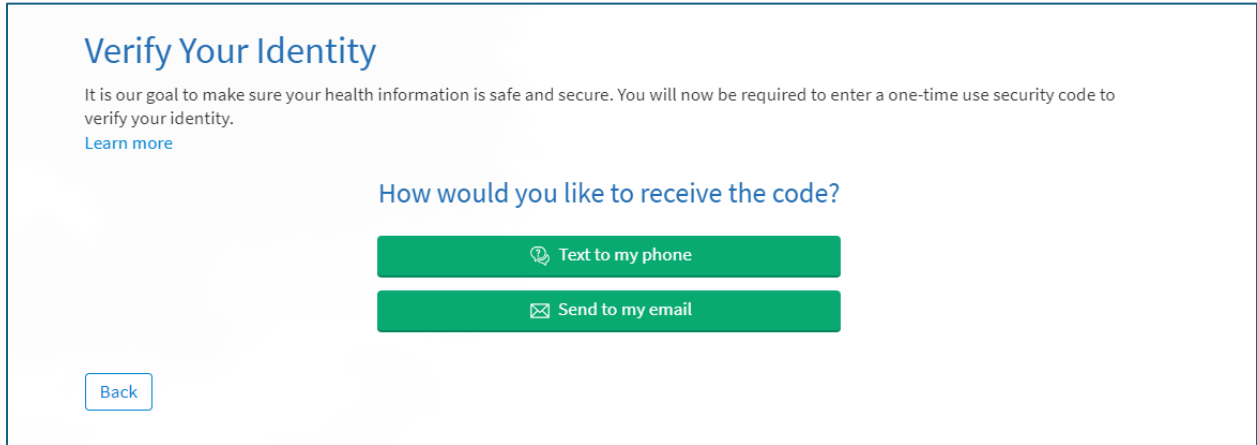 Verify Your Identity
It is our goal to make sure your health information is safe and secure. You will now be required to enter a one-time use security code to
verify your identity.
Learn more
How would you like to receive the code?
Text to my phone
Send to my email
Back